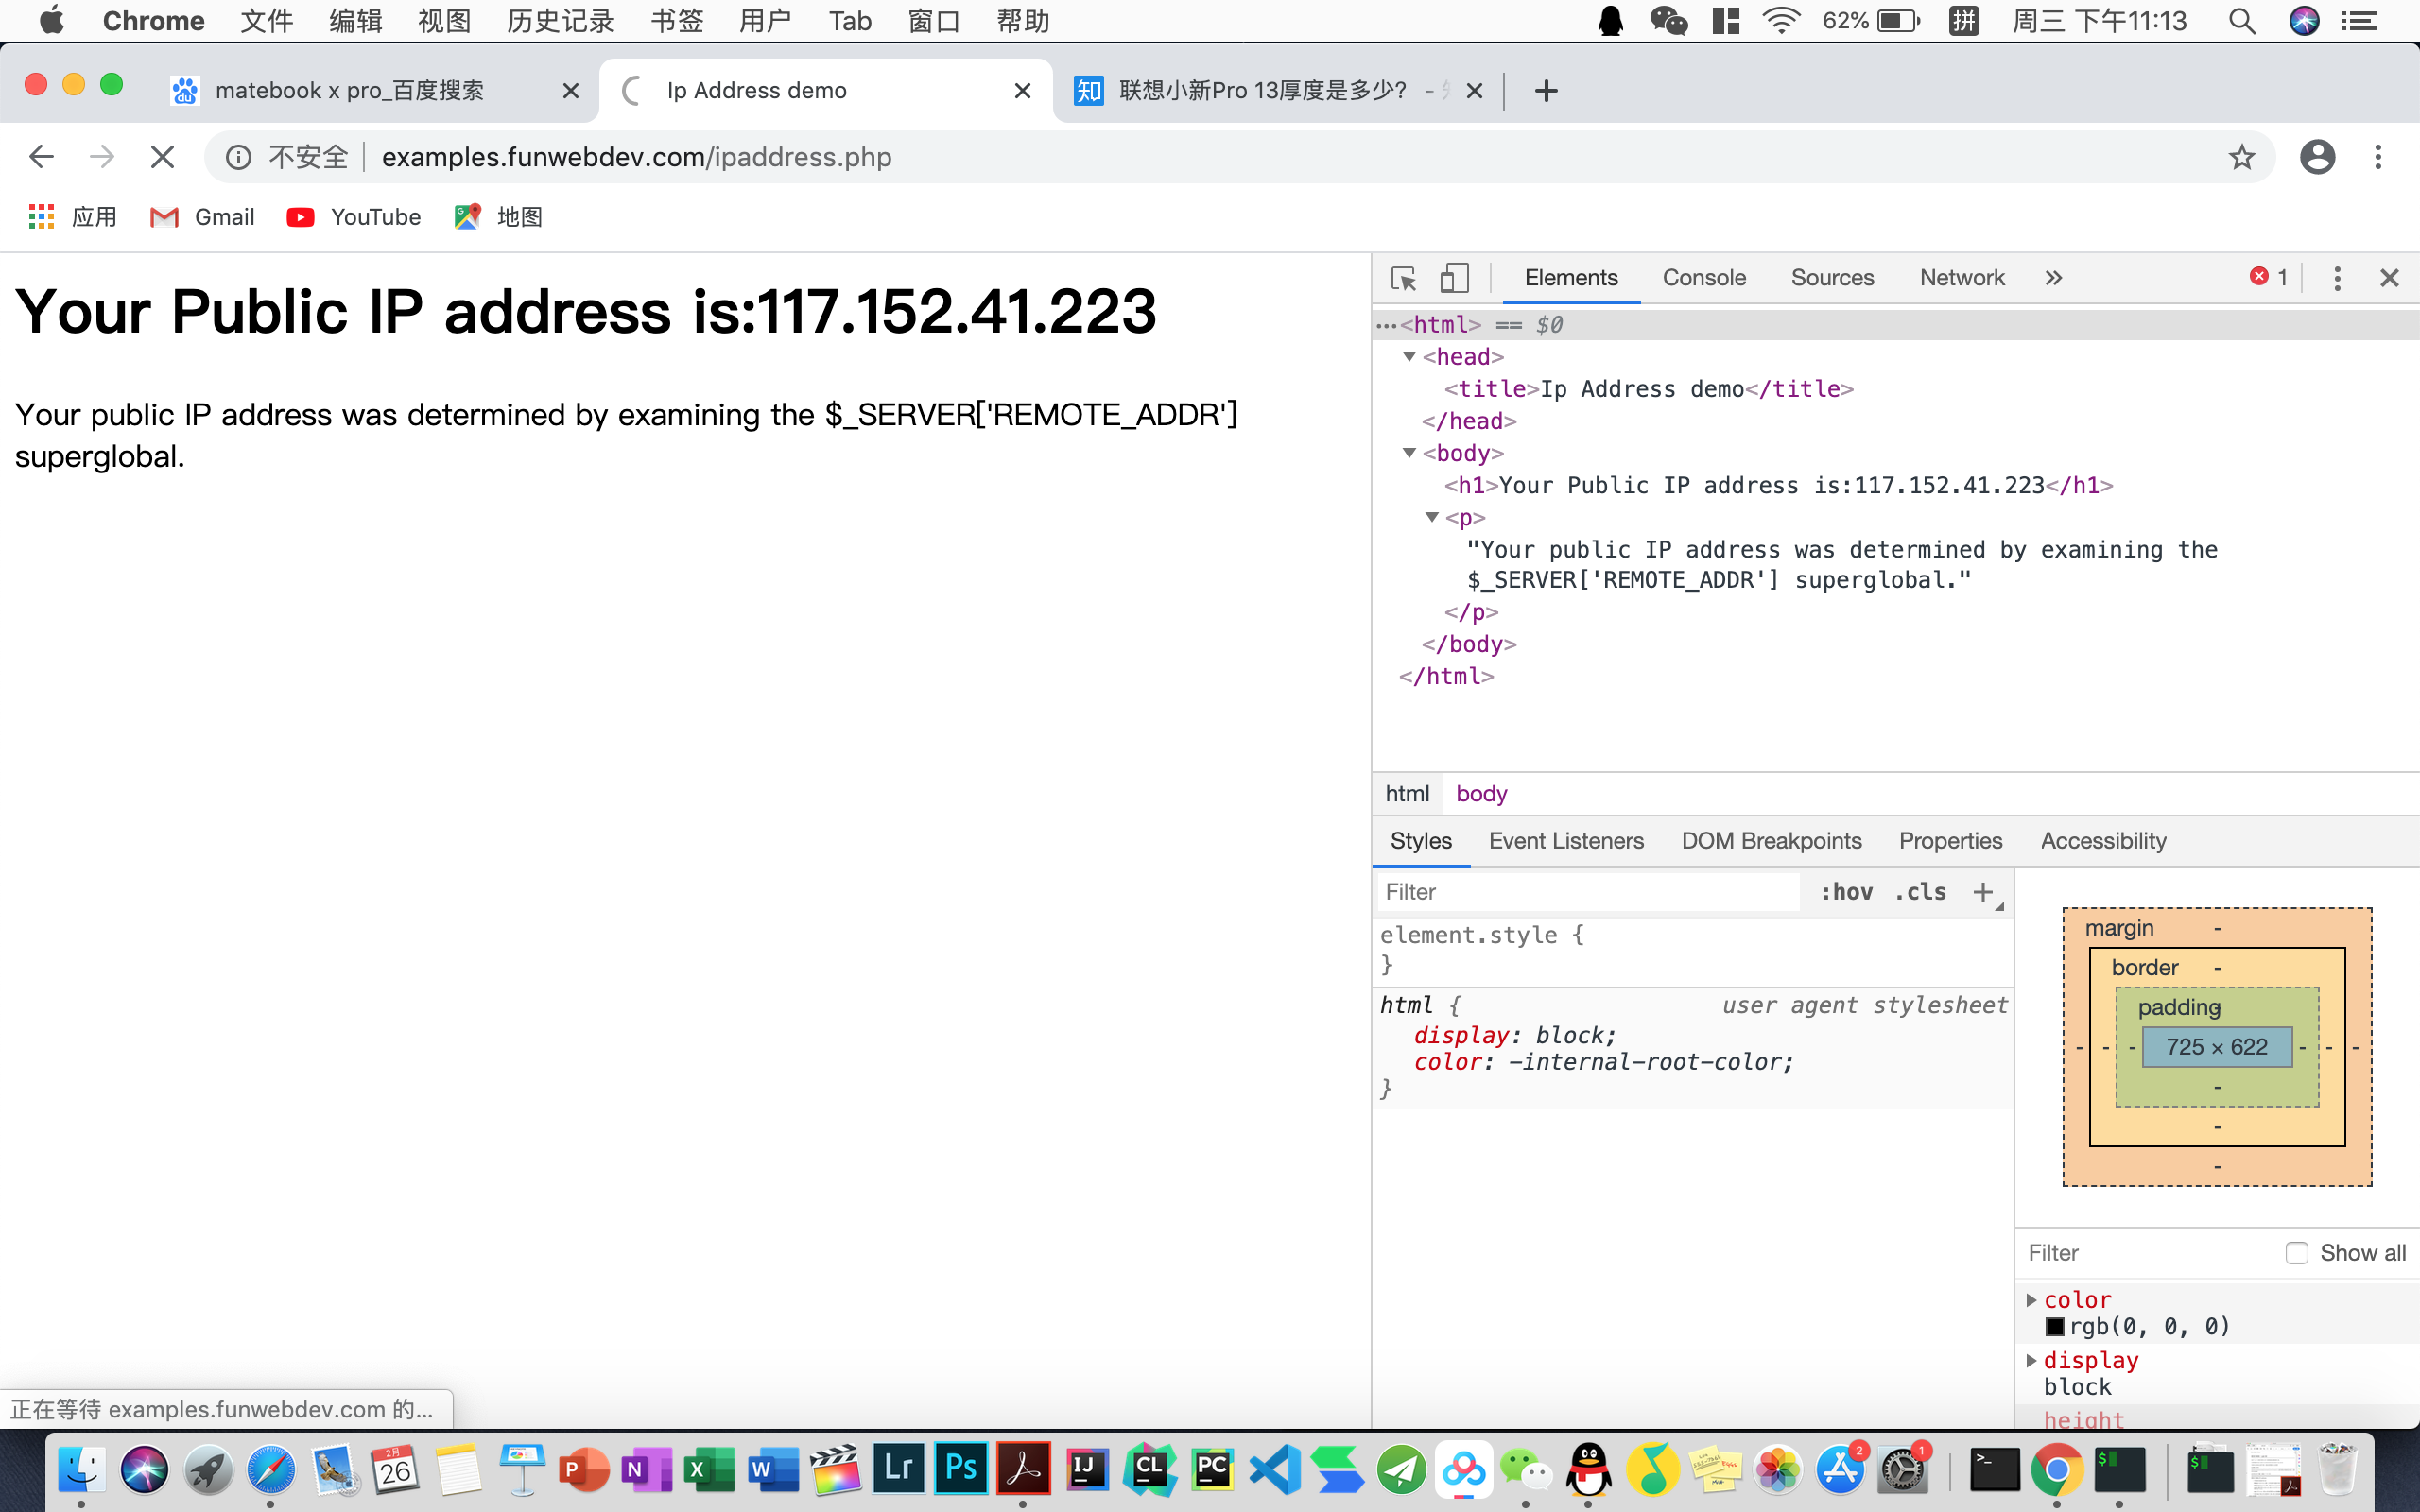 Chrome 文件 编辑 视图 历史记录 书签 用户 Tab 窗口 帮助 62% 拼 周三 下午11:13
du matebook x pro_百度搜索 Ip Address demo 知 联想小新Pro 13厚度是多少? -
不安全 examples.funwebdev.com/ipaddress.php
应用 Gmail YouTube 地图
Your Public IP address is:117.152.41.223
Your public IP address was determined by examining the $_SERVER['REMOTE_ADDR']
superglobal.
Elements Console Sources Network » 1
…<html> == $0
<head>
<title>Ip Address demo</title>
</head>
<body>
<h1>Your Public IP address is:117.152.41.223</h1>
<p>
"Your public IP address was determined by examining the
$_SERVER['REMOTE_ADDR'] superglobal."
</p>
</body>
</html>
html body
Styles Event Listeners DOM Breakpoints Properties Accessibility
Filter :hov .cls +
element.style {
}
html { user agent stylesheet
display: block;
color: -internal-root-color;
}
margin -
border -
padding -
- - - 725 × 622 - - -
-
-
-
Filter Show all
color
rgb(0, 0, 0)
display
block
height
正在等待 examples.funwebdev.com 的...
2月 26 P N X W Lr Ps IJ CL PC 2 1 >_ $ $